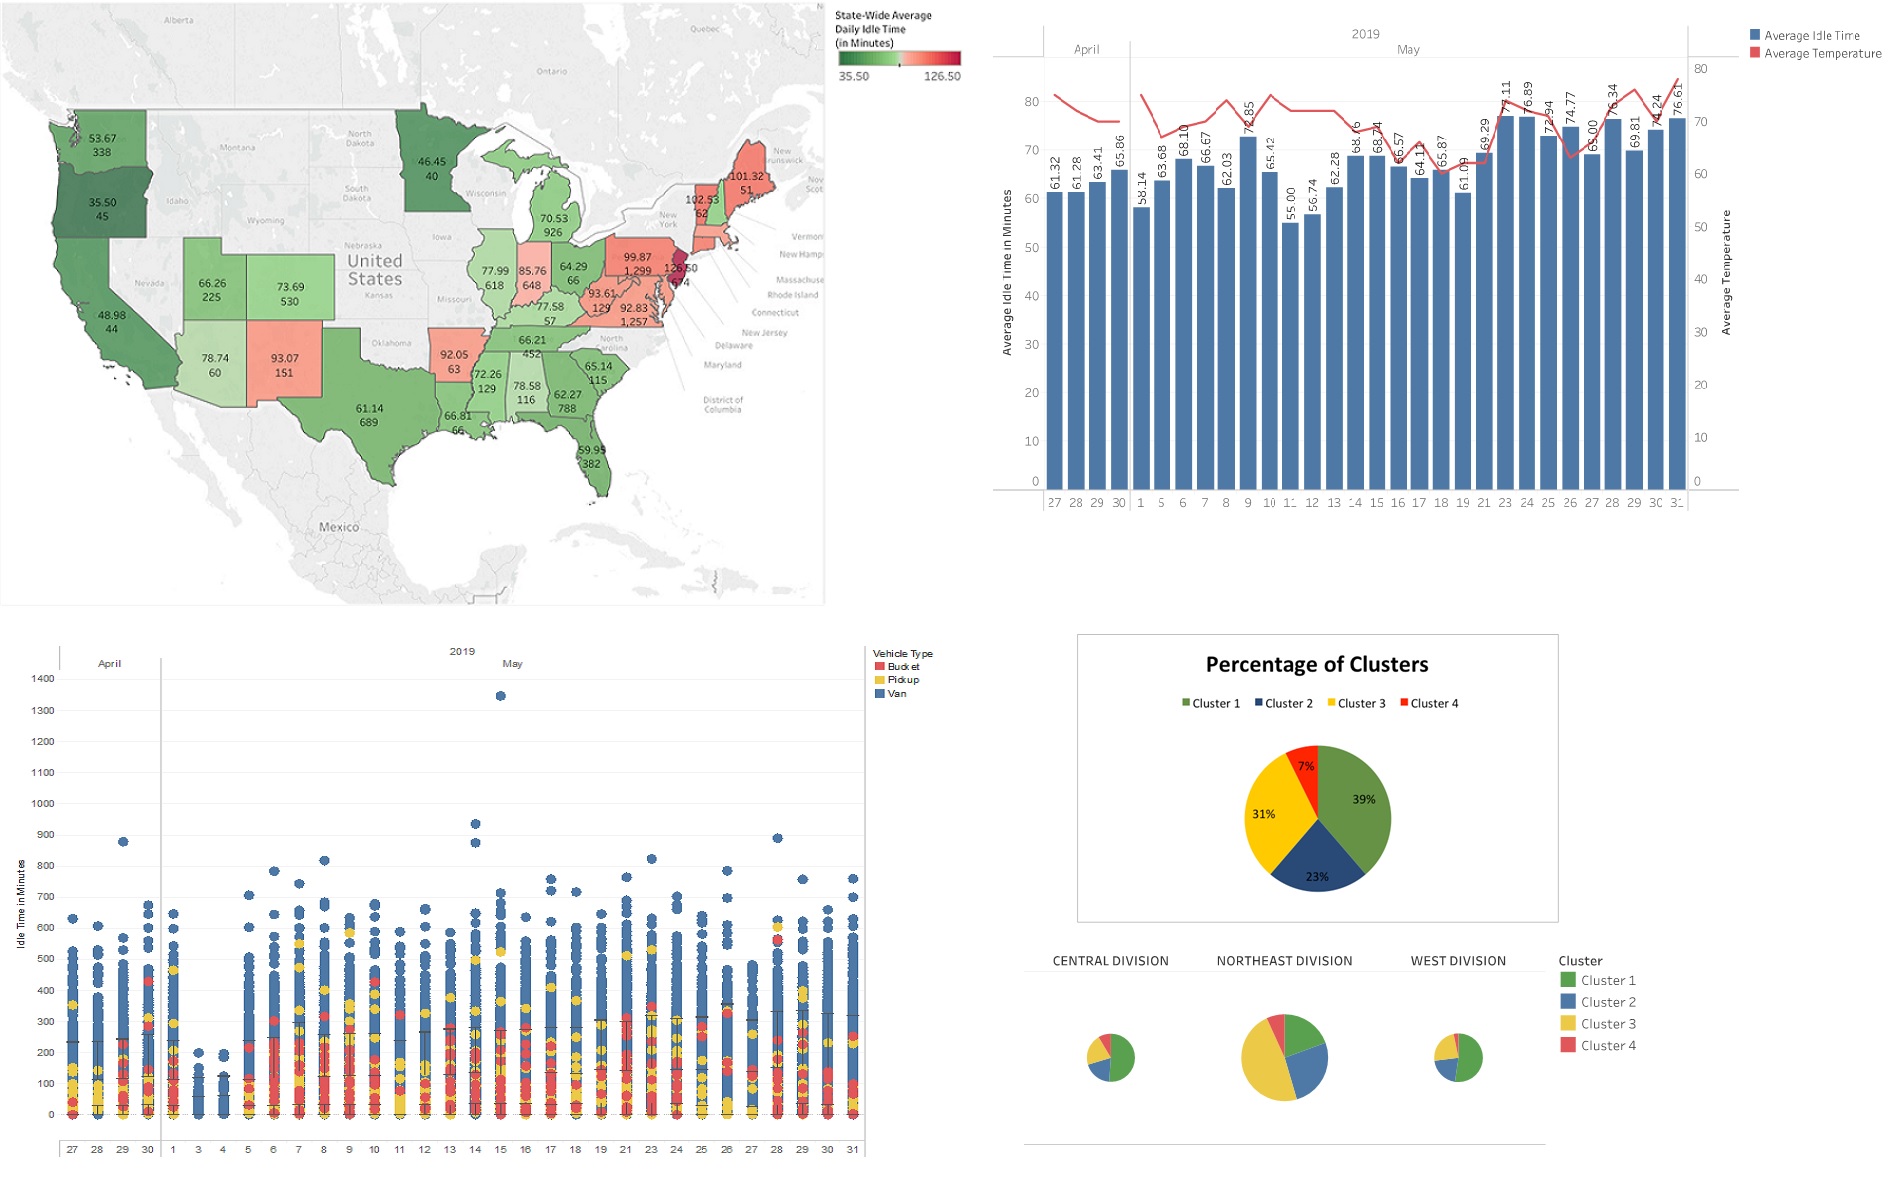 Alberta
Quebec
Ontario
State-Wide Average
Daily Idle Time
(in Minutes)
35.50 126.50
53.67
338
Montana
North
Dakota
46.45
40
35.50
45
Idaho
South
Dakota
Wisconsin
Wyoming
New
Brunswick
101.32
51
102.53
62
New
York
70.53
926
Iowa
Nebraska
United
States
Kansas
Nevada
66.26
225
73.69
530
77.99
618
85.76
648
64.29
66
99.87
1,299
126.50
93.61
129
92.83
1,257
Missouri
77.58
57
48.98
44
Oklahoma
66.21
452
North
Carolina
78.74
60
93.07
151
92.05
63
72.26
129
78.58
116
65.14
115
62.27
788
61.14
689
66.81
66
59.95
382
Mexico
Vermon
New Hamp
Massachuse
Rhode Island
Connecticut
New Jersey
Delaware
Maryland
District of
Columbia
2019
April May
Average Idle Time
Average Temperature
Average Idle Time in Minutes
Average Temperature
80
70
60
50
40
30
20
10
0
80
70
60
50
40
30
20
10
0
61.32 61.28 63.41 65.86 58.14 63.68 68.10 66.67 62.03 72.85 65.42 55.00 56.74 62.28 68.76 68.74 66.57 64.11 65.87 61.09 69.29 77.11 76.89 72.94 74.77 69.00 76.34 69.81 74.24 76.61
27 28 29 30 1 5 6 7 8 9 10 11 12 13 14 15 16 17 18 19 21 23 24 25 26 27 28 29 30 31
2019
April May
Vehicle Type
Bucket
Pickup
Van
Idle Time in Minutes
1400
1300
1200
1100
1000
900
800
700
600
500
400
300
200
100
0
27 28 29 30 1 3 4 5 6 7 8 9 10 11 12 13 14 15 16 17 18 19 21 23 24 25 26 27 28 29 30 31
Percentage of Clusters
Cluster 1 Cluster 2 Cluster 3 Cluster 4
7%
39%
31%
23%
CENTRAL DIVISION NORTHEAST DIVISION WEST DIVISION
Cluster
Cluster 1
Cluster 2
Cluster 3
Cluster 4